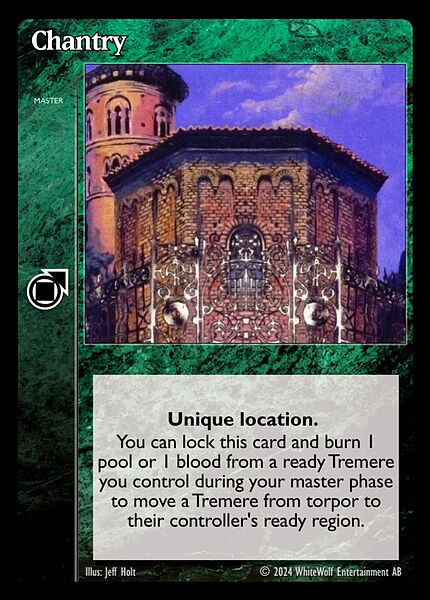 Chantry
MASTER
Unique location.
You can lock this card and burn 1
pool or 1 blood from a ready Tremere
you control during your master phase
to move a Tremere from torpor to
their controller's ready region.
Illus: Jeff Holt
© 2024 WhiteWolf Entertainment AB